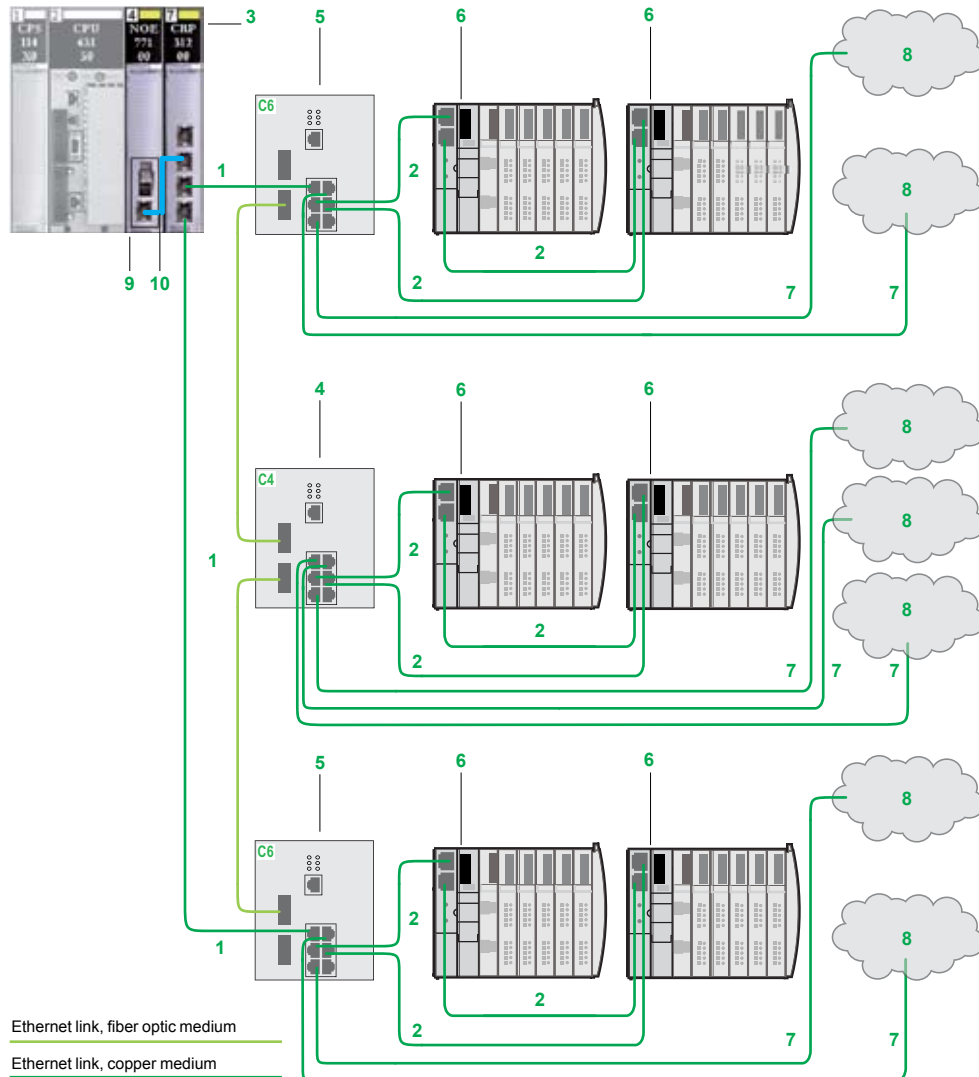 1 2 4 7 3 5 6 6
CPS CPU NOE CRP
114 651 771 312
X0 50 00 00
8
C6
1 2 8
2
2 7 7
9 10
4 6 6
8
C4
8
1 2
8
2
2 7 7 7
5 6 6
8
C6
2
1 8
2
2 7 7
Ethernet link, fiber optic medium
Ethernet link, copper medium